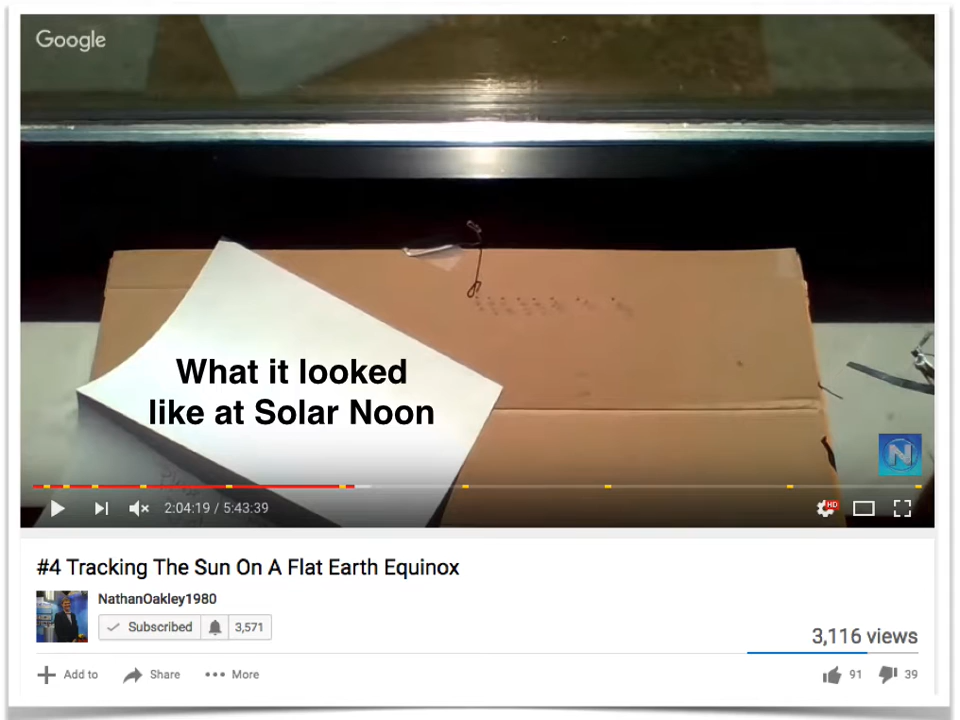 Google
What it looked
like at Solar Noon
N
2:04:19 / 5:43:39
HD
#4 Tracking The Sun On A Flat Earth Equinox
NathanOakley1980
Subscribed 3,571
3,116 views
Add to Share More
91 39